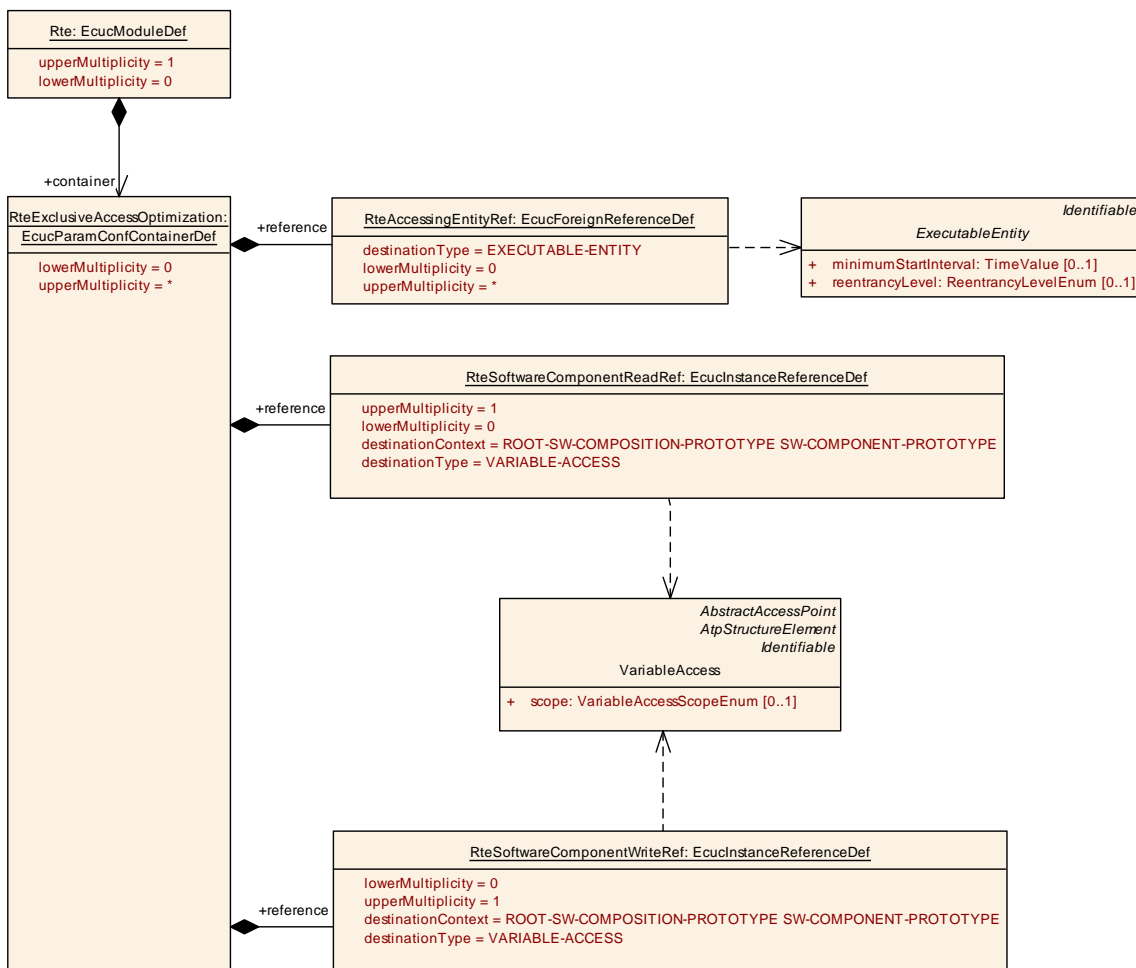 Rte: EcucModuleDef
upperMultiplicity = 1
lowerMultiplicity = 0
+container
RteExclusiveAccessOptimization:
EcucParamConfContainerDef
lowerMultiplicity = 0
upperMultiplicity = *
+reference
RteAccessingEntityRef: EcucForeignReferenceDef
destinationType = EXECUTABLE-ENTITY
lowerMultiplicity = 0
upperMultiplicity = *
Identifiable
ExecutableEntity
+ minimumStartInterval: TimeValue [0..1]
+ reentrancyLevel: ReentrancyLevelEnum [0..1]
+reference
RteSoftwareComponentReadRef: EcucInstanceReferenceDef
upperMultiplicity = 1
lowerMultiplicity = 0
destinationContext = ROOT-SW-COMPOSITION-PROTOTYPE SW-COMPONENT-PROTOTYPE
destinationType = VARIABLE-ACCESS
AbstractAccessPoint
AtpStructureElement
Identifiable
VariableAccess
+ scope: VariableAccessScopeEnum [0..1]
+reference
RteSoftwareComponentWriteRef: EcucInstanceReferenceDef
lowerMultiplicity = 0
upperMultiplicity = 1
destinationContext = ROOT-SW-COMPOSITION-PROTOTYPE SW-COMPONENT-PROTOTYPE
destinationType = VARIABLE-ACCESS